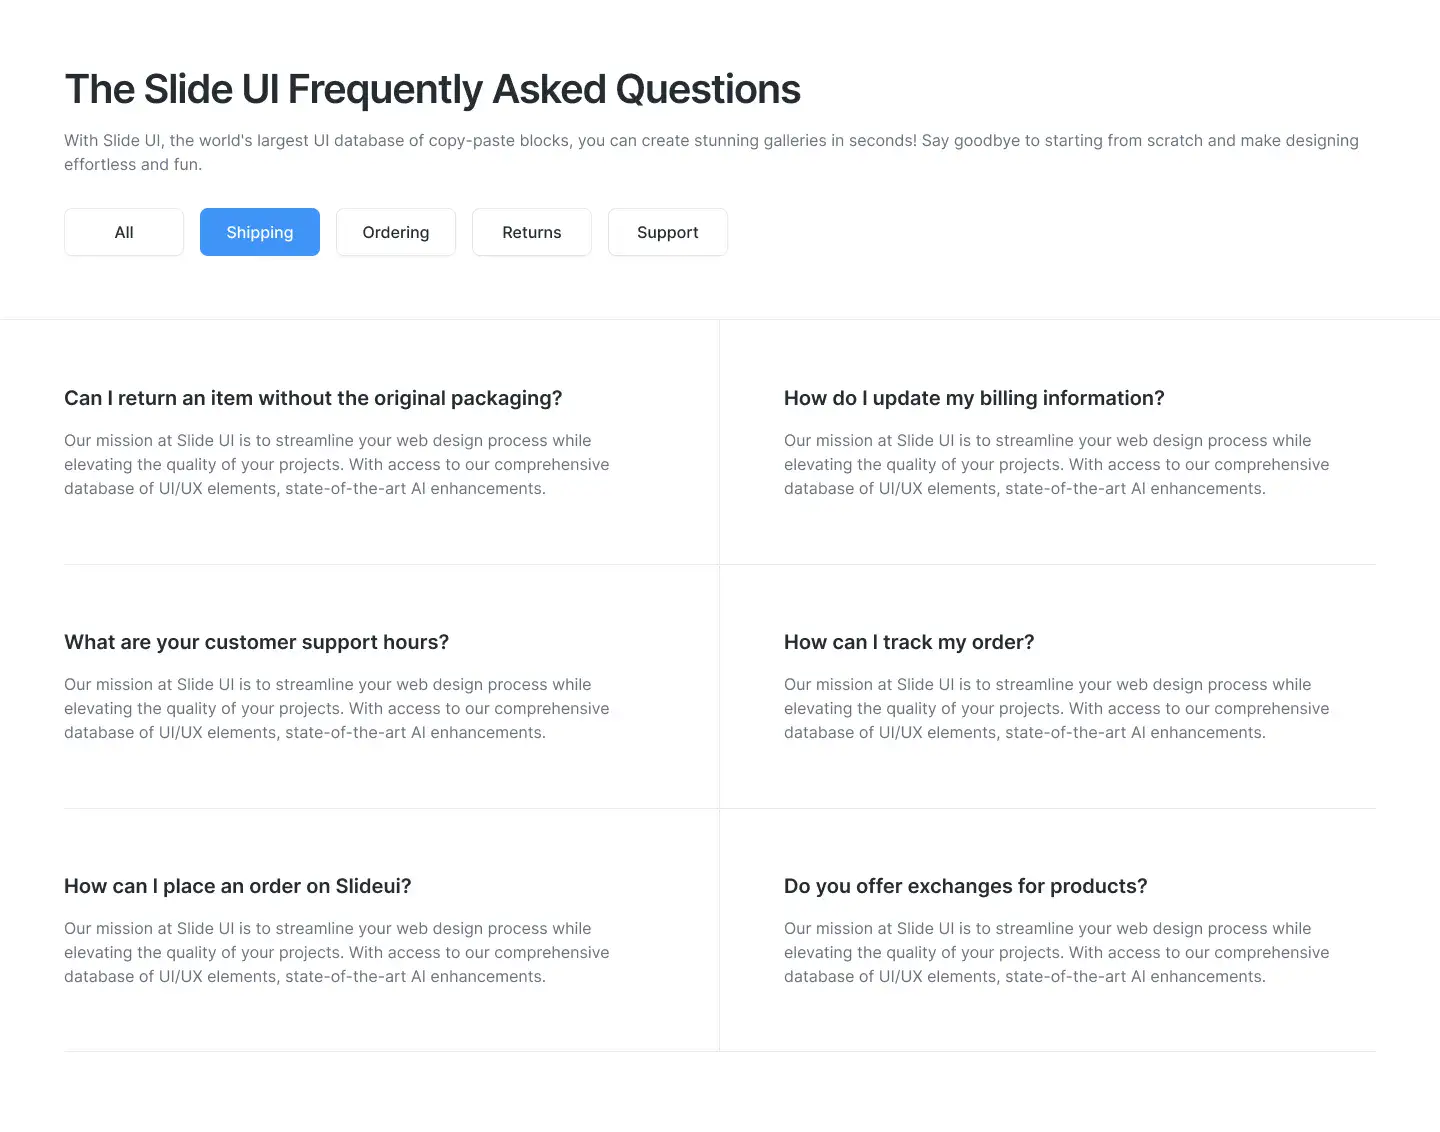 The Slide UI Frequently Asked Questions
With Slide UI, the world's largest UI database of copy-paste blocks, you can create stunning galleries in seconds! Say goodbye to starting from scratch and make designing
effortless and fun.
All
Shipping
Ordering
Returns
Support
Can I return an item without the original packaging?
Our mission at Slide UI is to streamline your web design process while
elevating the quality of your projects. With access to our comprehensive
database of UI/UX elements, state-of-the-art AI enhancements.
How do I update my billing information?
Our mission at Slide UI is to streamline your web design process while
elevating the quality of your projects. With access to our comprehensive
database of UI/UX elements, state-of-the-art AI enhancements.
What are your customer support hours?
Our mission at Slide UI is to streamline your web design process while
elevating the quality of your projects. With access to our comprehensive
database of UI/UX elements, state-of-the-art AI enhancements.
How can I track my order?
Our mission at Slide UI is to streamline your web design process while
elevating the quality of your projects. With access to our comprehensive
database of UI/UX elements, state-of-the-art AI enhancements.
How can I place an order on Slideui?
Our mission at Slide UI is to streamline your web design process while
elevating the quality of your projects. With access to our comprehensive
database of UI/UX elements, state-of-the-art AI enhancements.
Do you offer exchanges for products?
Our mission at Slide UI is to streamline your web design process while
elevating the quality of your projects. With access to our comprehensive
database of UI/UX elements, state-of-the-art AI enhancements.